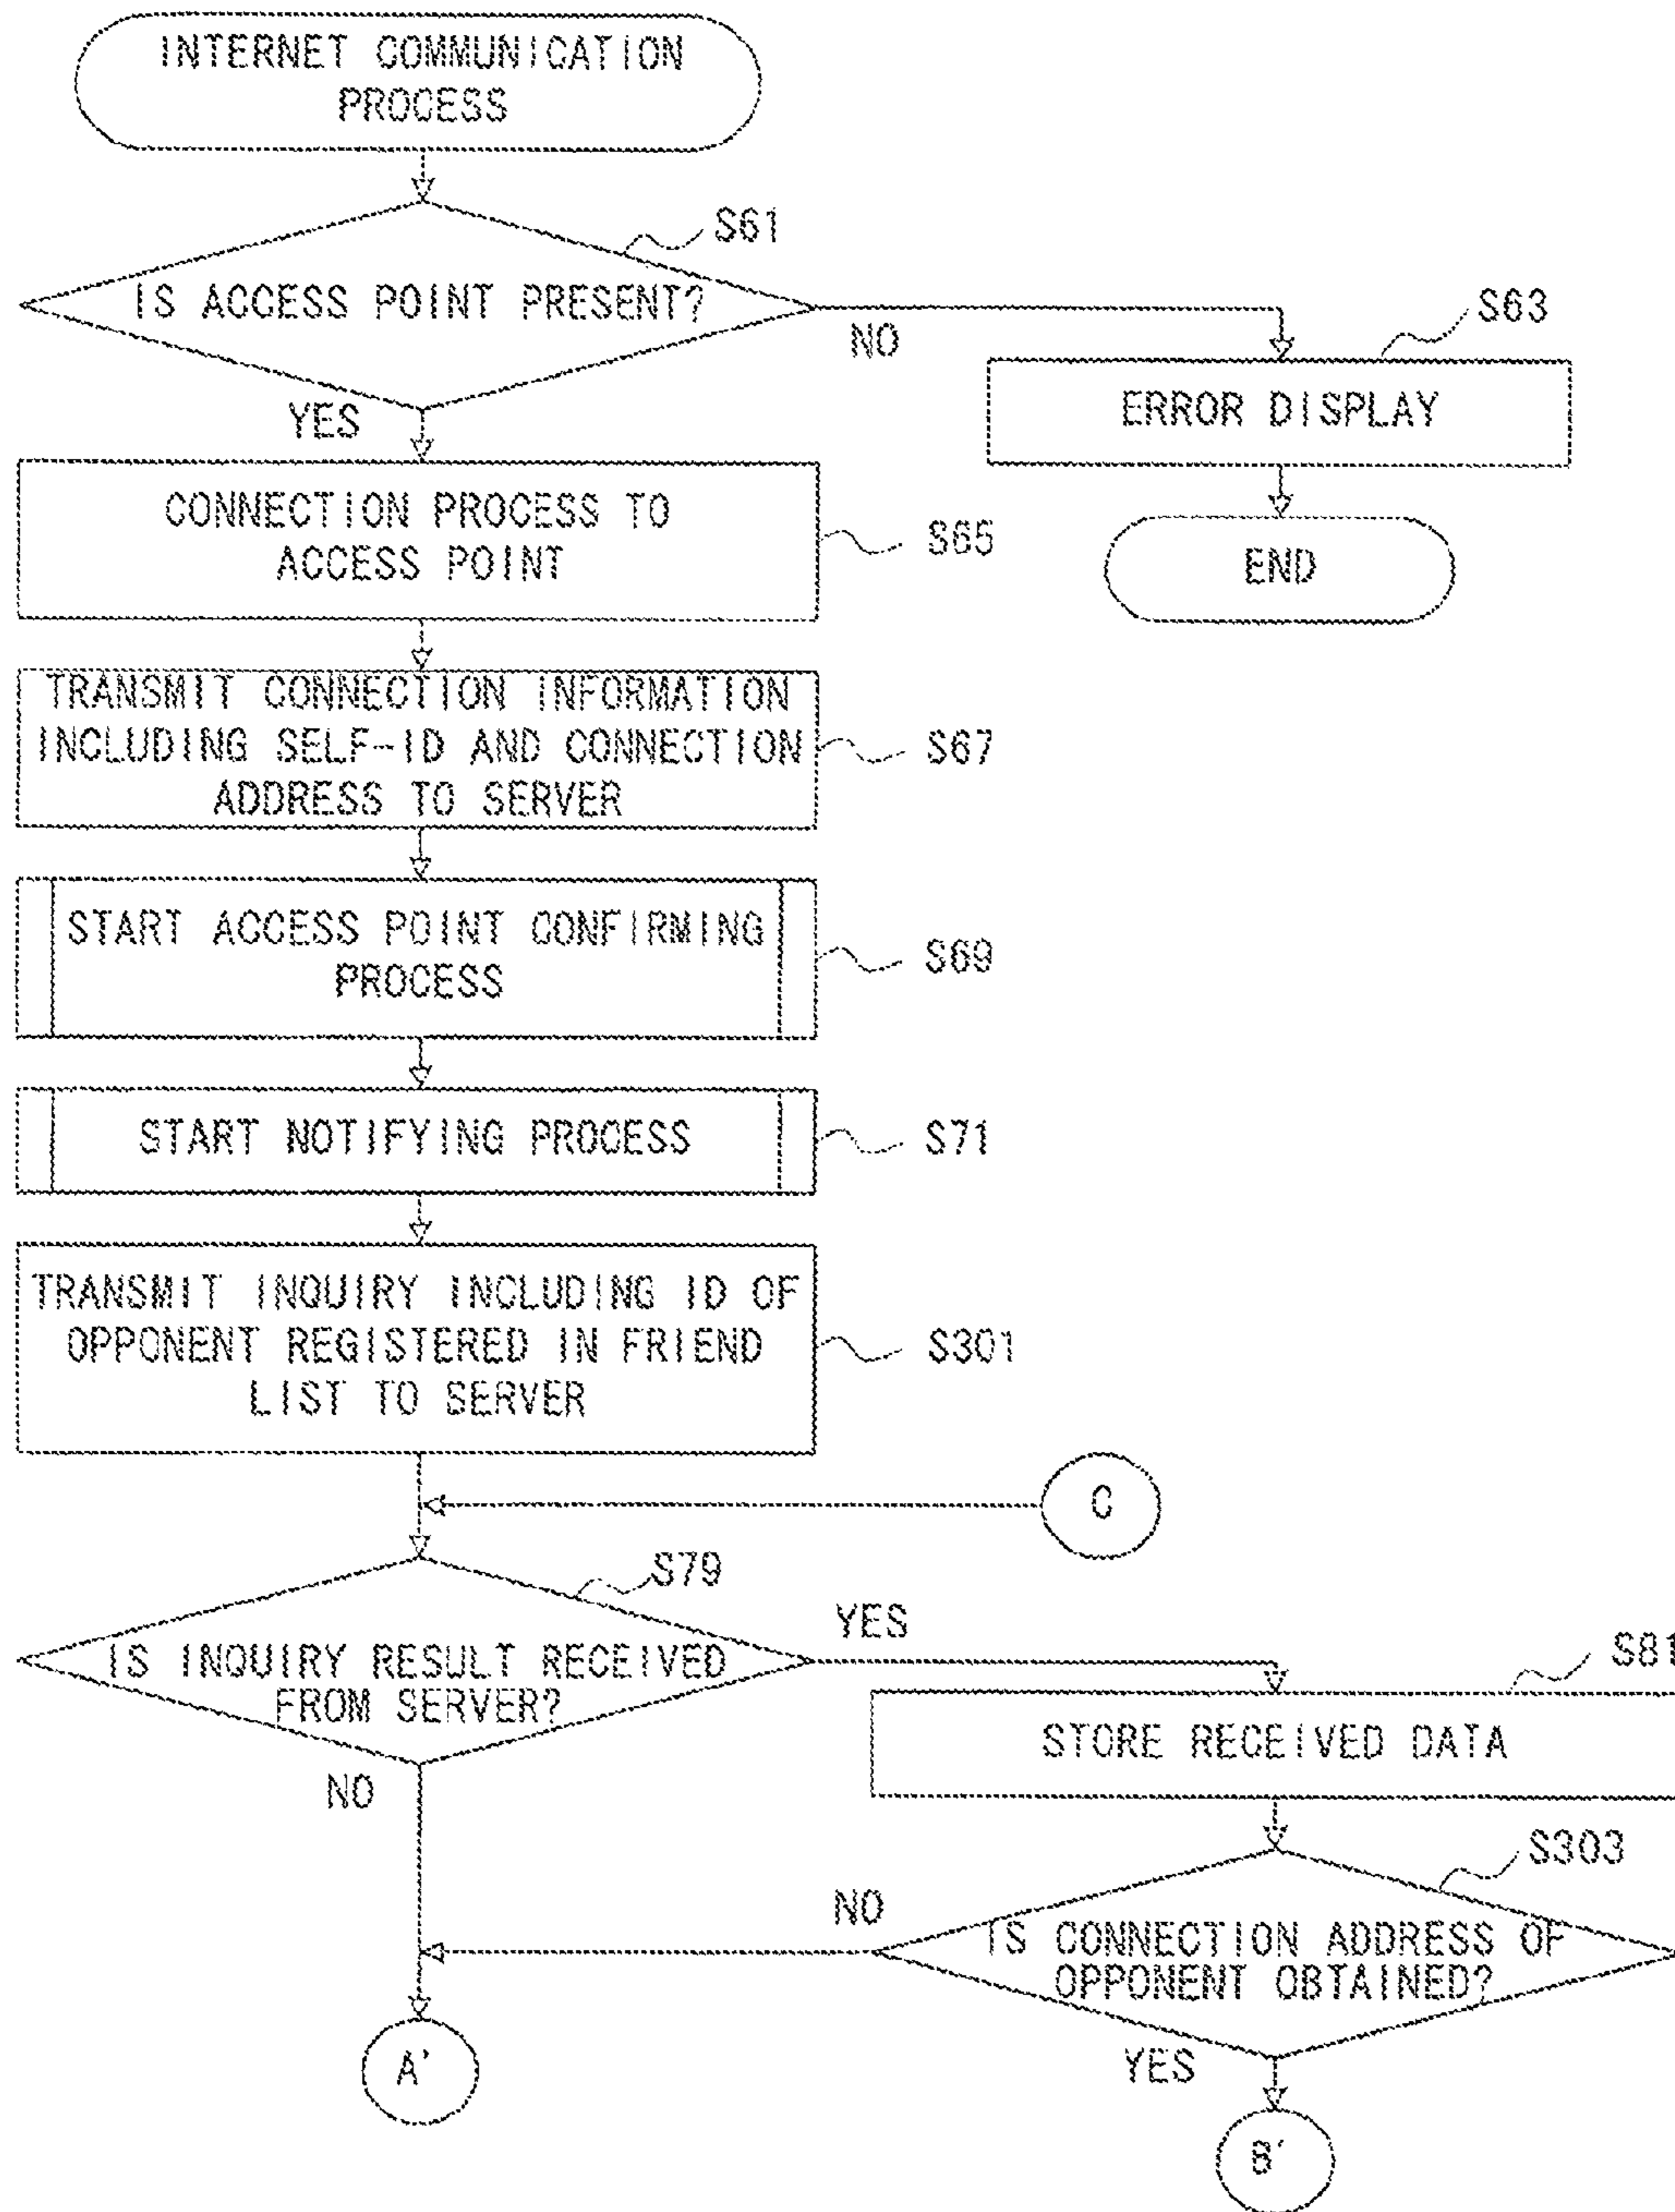 INTERNET COMMUNICATION
PROCESS
S61
IS ACCESS POINT PRESENT?
NO
YES
S63
ERROR DISPLAY
END
CONNECTION PROCESS TO
ACCESS POINT
S65
TRANSMIT CONNECTION INFORMATION
INCLUDING SELF-ID AND CONNECTION
ADDRESS TO SERVER
S67
START ACCESS POINT CONFIRMING
PROCESS
S69
START NOTIFYING PROCESS
S71
TRANSMIT INQUIRY INCLUDING ID OF
OPPONENT REGISTERED IN FRIEND
LIST TO SERVER
S301
C
S79
IS INQUIRY RESULT RECEIVED
FROM SERVER?
YES
NO
S81
STORE RECEIVED DATA
S303
IS CONNECTION ADDRESS OF
OPPONENT OBTAINED?
NO
YES
A'
B'